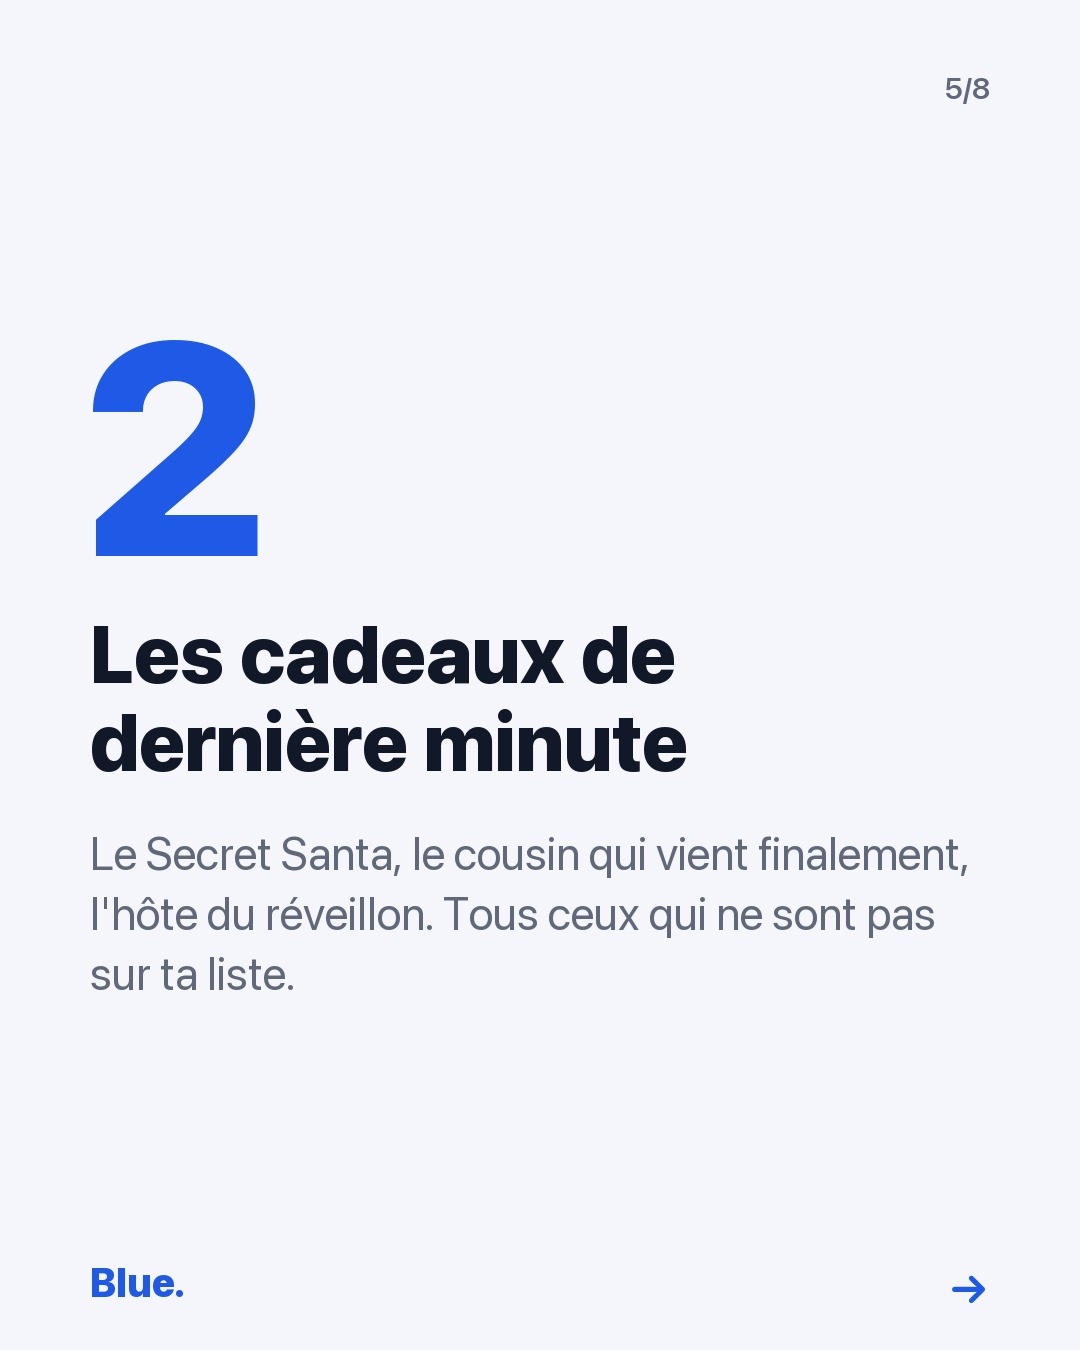 5/8
2
Les cadeaux de
dernière minute
Le Secret Santa, le cousin qui vient finalement,
l'hôte du réveillon. Tous ceux qui ne sont pas
sur ta liste.
Blue.
→